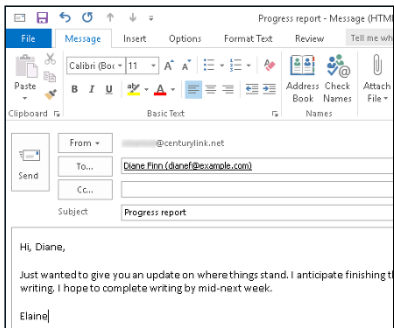 Progress report - Message (HTM
File Message Insert Options Format Text Review Tell me wh
Calibri (Boc 11 A A
Paste B I U A Address Book Check Names Attach File
Clipboard Basic Text Names
From @centurylink.net
Send To... Diane Finn (dianef@example.com)
Cc...
Subject Progress report
Hi, Diane,
Just wanted to give you an update on where things stand. I anticipate finishing t
writing. I hope to complete writing by mid-next week.
Elaine